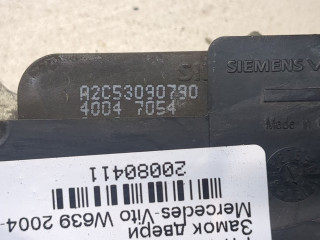 SIEMENS V
A2C53090790
4004 7054
Made in
Замок двери
Mercedes-Vito W639 2004-
20080411